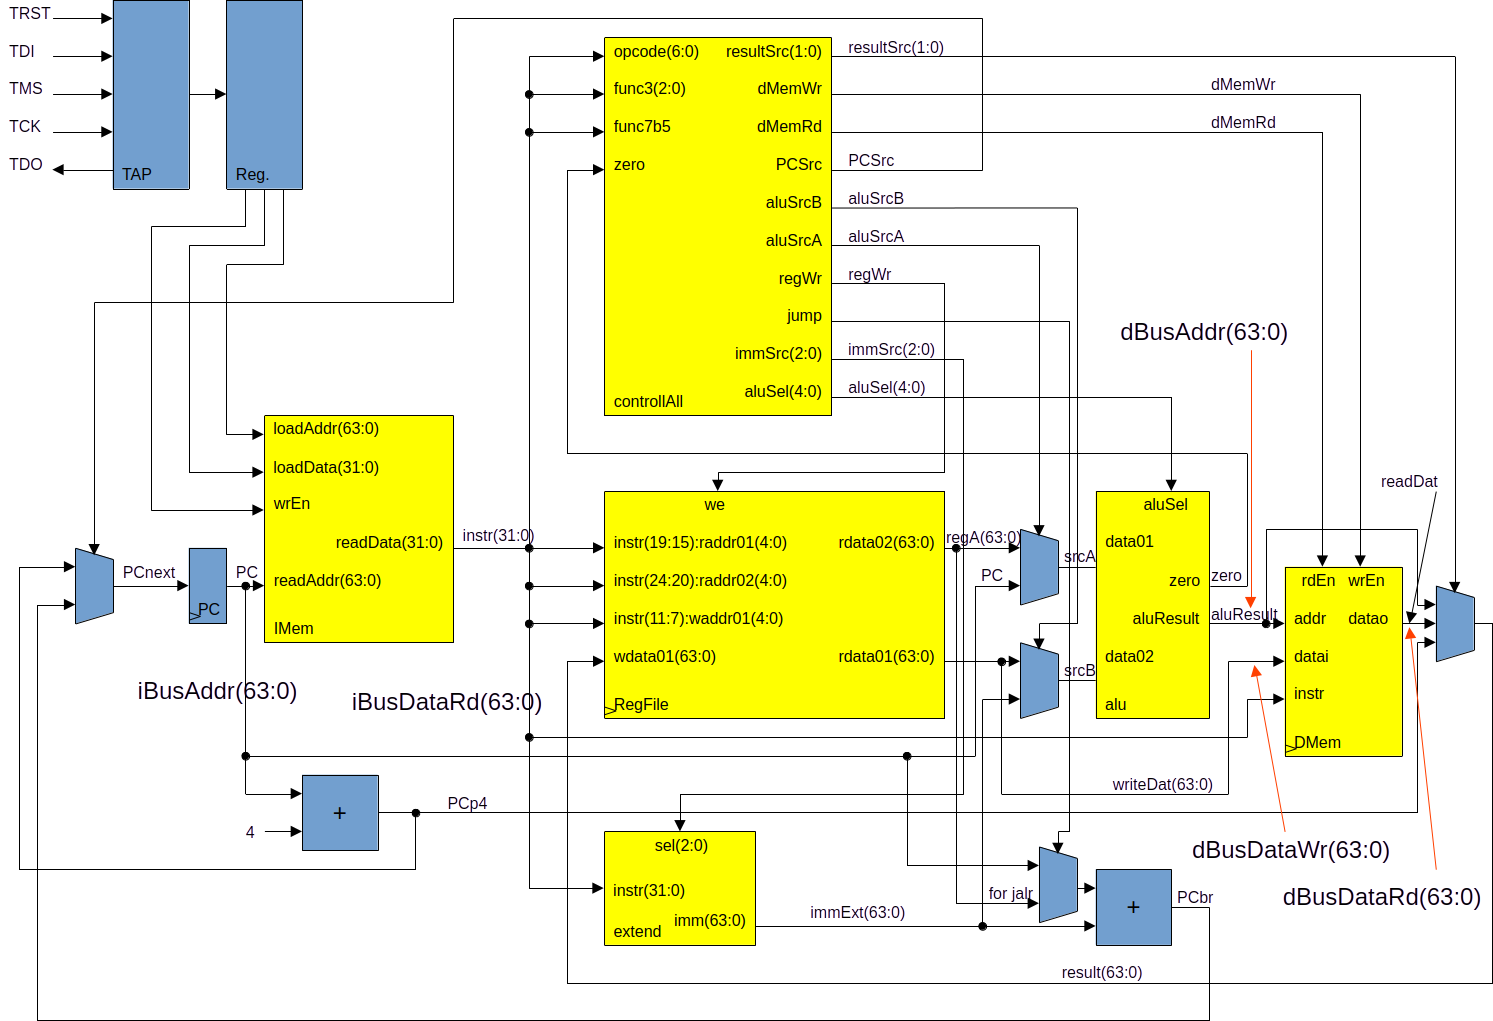 TRST
TDI
TMS
TCK
TDO
TAP
Reg.
opcode(6:0)
func3(2:0)
func7b5
zero
resultSrc(1:0)
dMemWr
dMemRd
PCSrc
aluSrcB
aluSrcA
regWr
jump
immSrc(2:0)
aluSel(4:0)
controllAll
resultSrc(1:0)
dMemWr
dMemRd
PCSrc
aluSrcB
aluSrcA
regWr
immSrc(2:0)
aluSel(4:0)
dBusAddr(63:0)
loadAddr(63:0)
loadData(31:0)
wrEn
readData(31:0)
readAddr(63:0)
IMem
instr(31:0)
PCnext
PC
PC
iBusAddr(63:0)
iBusDataRd(63:0)
we
instr(19:15):raddr01(4:0)
instr(24:20):raddr02(4:0)
instr(11:7):waddr01(4:0)
wdata01(63:0)
rdata02(63:0)
rdata01(63:0)
RegFile
regA(63:0)
PC
srcA
srcB
aluSel
data01
zero
aluResult
data02
alu
zero
aluResult
readDat
rdEn
wrEn
addr
datao
datai
instr
DMem
writeDat(63:0)
dBusDataWr(63:0)
dBusDataRd(63:0)
+
4
PCp4
sel(2:0)
instr(31:0)
imm(63:0)
extend
immExt(63:0)
for jalr
+
PCbr
result(63:0)